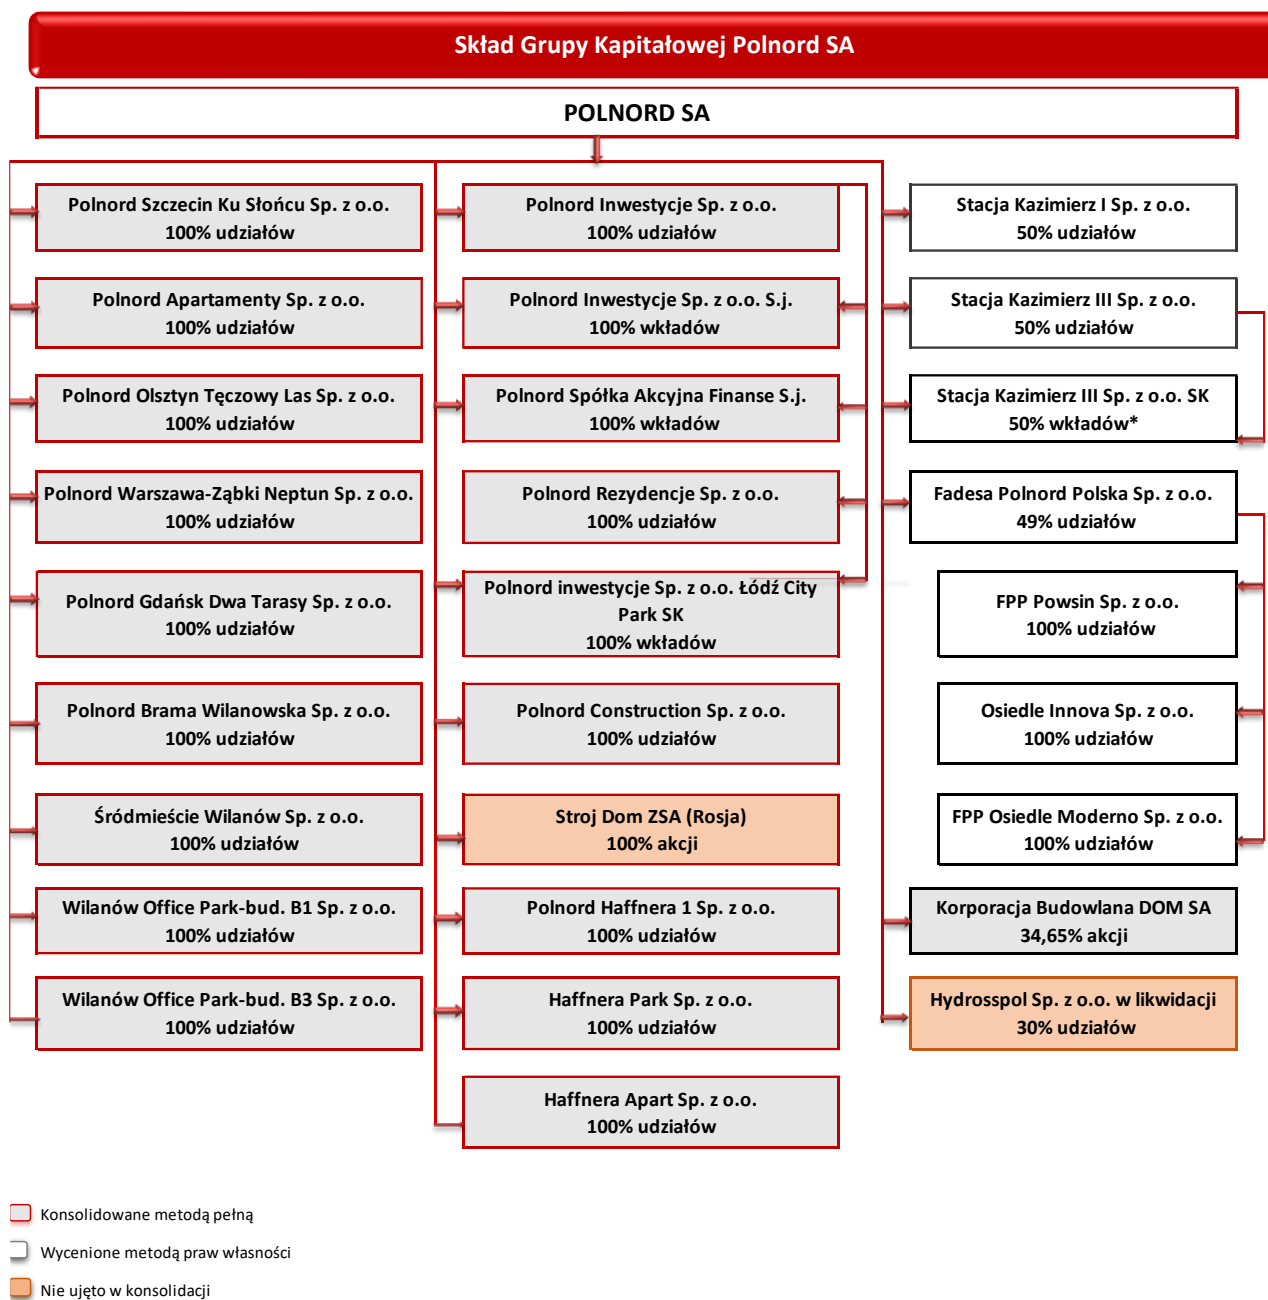 Skład Grupy Kapitałowej Polnord SA
POLNORD SA
Polnord Szczecin Ku Słońcu Sp. z o.o.
100% udziałów
Polnord Apartamenty Sp. z o.o.
100% udziałów
Polnord Olsztyn Tęczowy Las Sp. z o.o.
100% udziałów
Polnord Warszawa-Ząbki Neptun Sp. z o.o.
100% udziałów
Polnord Gdańsk Dwa Tarasy Sp. z o.o.
100% udziałów
Polnord Brama Wilanowska Sp. z o.o.
100% udziałów
Śródmieście Wilanów Sp. z o.o.
100% udziałów
Wilanów Office Park-bud. B1 Sp. z o.o.
100% udziałów
Wilanów Office Park-bud. B3 Sp. z o.o.
100% udziałów
Polnord Inwestycje Sp. z o.o.
100% udziałów
Polnord Inwestycje Sp. z o.o. S.j.
100% wkładów
Polnord Spółka Akcyjna Finanse S.j.
100% wkładów
Polnord Rezydencje Sp. z o.o.
100% udziałów
Polnord inwestycje Sp. z o.o. Łódź City
Park SK
100% wkładów
Polnord Construction Sp. z o.o.
100% udziałów
Stroj Dom ZSA (Rosja)
100% akcji
Polnord Haffnera 1 Sp. z o.o.
100% udziałów
Haffnera Park Sp. z o.o.
100% udziałów
Haffnera Apart Sp. z o.o.
100% udziałów
Stacja Kazimierz I Sp. z o.o.
50% udziałów
Stacja Kazimierz III Sp. z o.o.
50% udziałów
Stacja Kazimierz III Sp. z o.o. SK
50% wkładów*
Fadesa Polnord Polska Sp. z o.o.
49% udziałów
FPP Powsin Sp. z o.o.
100% udziałów
Osiedle Innova Sp. z o.o.
100% udziałów
FPP Osiedle Moderno Sp. z o.o.
100% udziałów
Korporacja Budowlana DOM SA
34,65% akcji
Hydrosspol Sp. z o.o. w likwidacji
30% udziałów
Konsolidowane metodą pełną
Wycenione metodą praw własności
Nie ujęto w konsolidacji